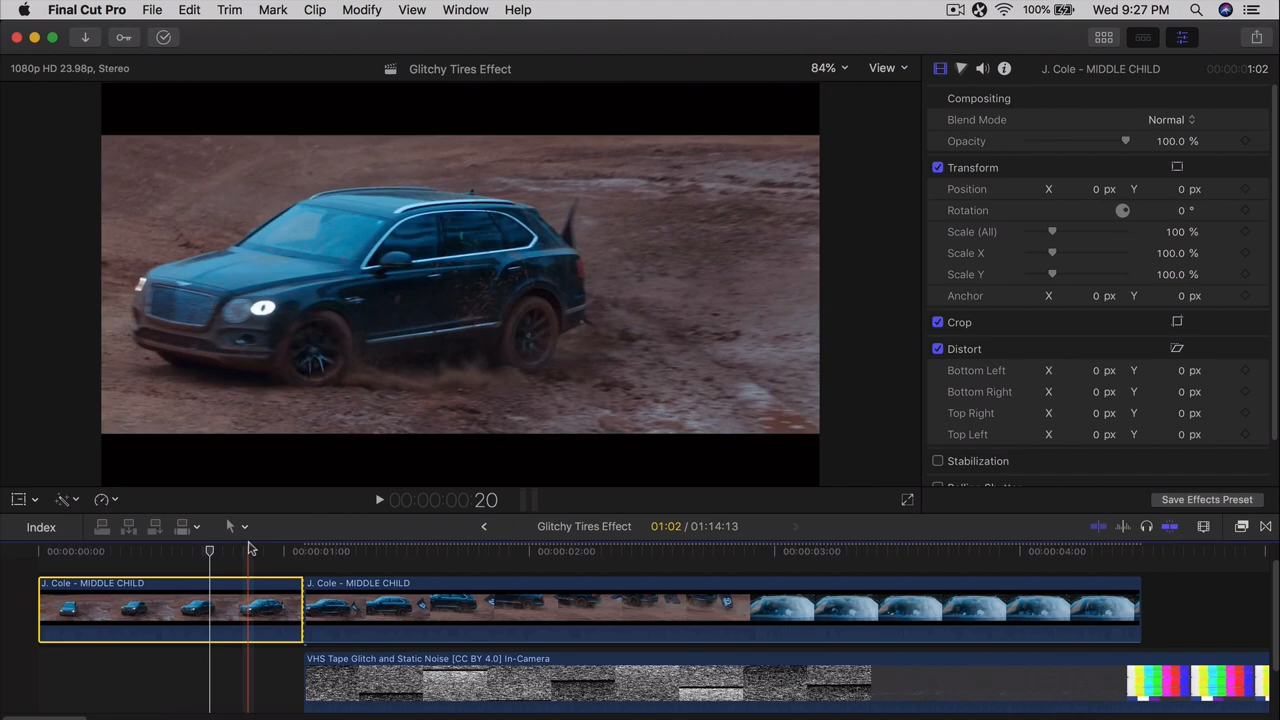 Final Cut Pro File Edit Trim Mark Clip Modify View Window Help 100% Wed 9:27 PM
1080p HD 23.98p, Stereo Glitchy Tires Effect 84% View J. Cole - MIDDLE CHILD 00:00:01:02
Compositing
Blend Mode Normal
Opacity 100.0 %
Transform
Position X 0 px Y 0 px
Rotation 0 °
Scale (All) 100 %
Scale X 100.0 %
Scale Y 100.0 %
Anchor X 0 px Y 0 px
Crop
Distort
Bottom Left X 0 px Y 0 px
Bottom Right X 0 px Y 0 px
Top Right X 0 px Y 0 px
Top Left X 0 px Y 0 px
Stabilization
00:00:00:20 Save Effects Preset
Index Glitchy Tires Effect 01:02 / 01:14:13
00:00:00:00 00:00:01:00 00:00:02:00 00:00:03:00 00:00:04:00
J. Cole - MIDDLE CHILD J. Cole - MIDDLE CHILD
VHS Tape Glitch and Static Noise [CC BY 4.0] In-Camera